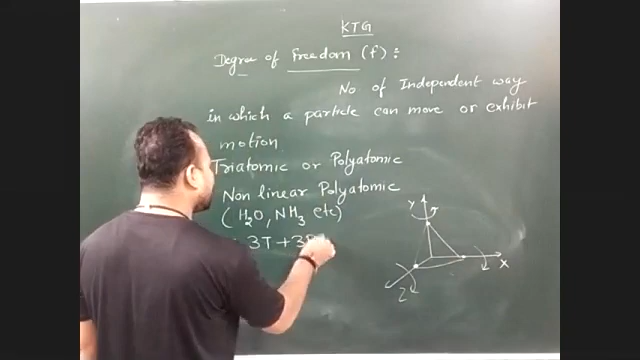 KTG
Degree of Freedom (f):
No of Independent way
in which a particle can move or exhibit
motion
Triatomic or Polyatomic
Non linear Polyatomic
(H₂O, NH₃ etc)
3T+3R
Y
X
Z